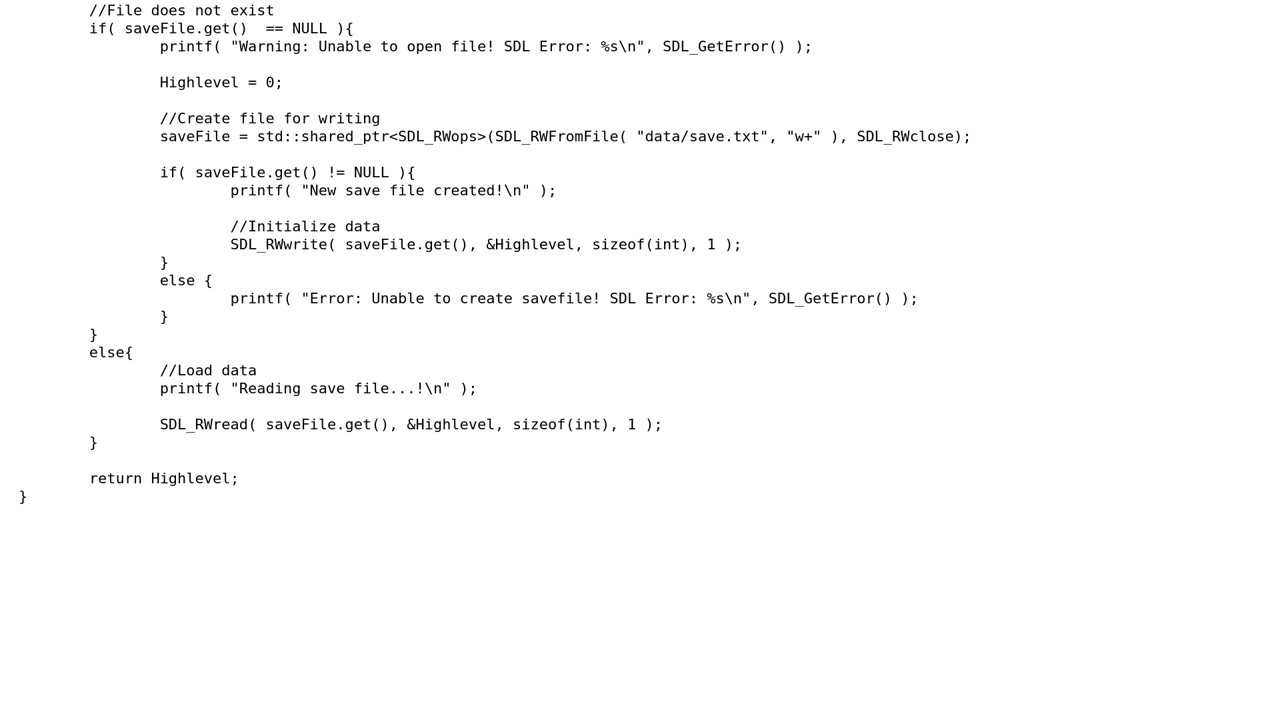 //File does not exist
if( saveFile.get()  == NULL ){
printf( "Warning: Unable to open file! SDL Error: %s\n", SDL_GetError() );
Highlevel = 0;
//Create file for writing
saveFile = std::shared_ptr<SDL_RWops>(SDL_RWFromFile( "data/save.txt", "w+" ), SDL_RWclose);
if( saveFile.get() != NULL ){
printf( "New save file created!\n" );
//Initialize data
SDL_RWwrite( saveFile.get(), &Highlevel, sizeof(int), 1 );
}
else {
printf( "Error: Unable to create savefile! SDL Error: %s\n", SDL_GetError() );
}
}
else{
//Load data
printf( "Reading save file...!\n" );
SDL_RWread( saveFile.get(), &Highlevel, sizeof(int), 1 );
}
return Highlevel;
}